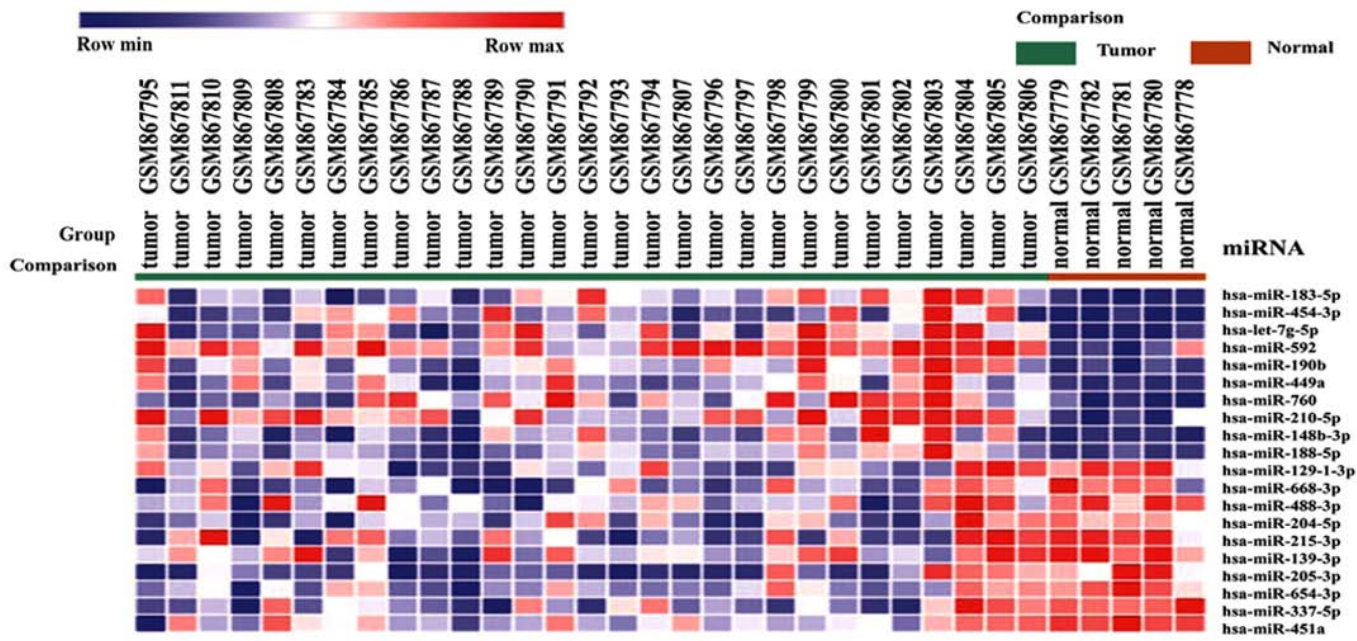 Row min
Row max
Comparison
Tumor
Normal
tumor GSM867795
tumor GSM867811
tumor GSM867810
tumor GSM867809
tumor GSM867808
tumor GSM867783
tumor GSM867784
tumor GSM867785
tumor GSM867786
tumor GSM867787
tumor GSM867788
tumor GSM867789
tumor GSM867790
tumor GSM867791
tumor GSM867792
tumor GSM867793
tumor GSM867794
tumor GSM867807
tumor GSM867796
tumor GSM867797
tumor GSM867798
tumor GSM867799
tumor GSM867800
tumor GSM867801
tumor GSM867802
tumor GSM867803
tumor GSM867804
tumor GSM867805
tumor GSM867806
normal GSM867779
normal GSM867782
normal GSM867781
normal GSM867780
normal GSM867778
Group
Comparison
miRNA
hsa-miR-183-5p
hsa-miR-454-3p
hsa-let-7g-5p
hsa-miR-592
hsa-miR-190b
hsa-miR-449a
hsa-miR-760
hsa-miR-210-5p
hsa-miR-148b-3p
hsa-miR-188-5p
hsa-miR-129-1-3p
hsa-miR-668-3p
hsa-miR-488-3p
hsa-miR-204-5p
hsa-miR-215-3p
hsa-miR-139-3p
hsa-miR-205-3p
hsa-miR-654-3p
hsa-miR-337-5p
hsa-miR-451a